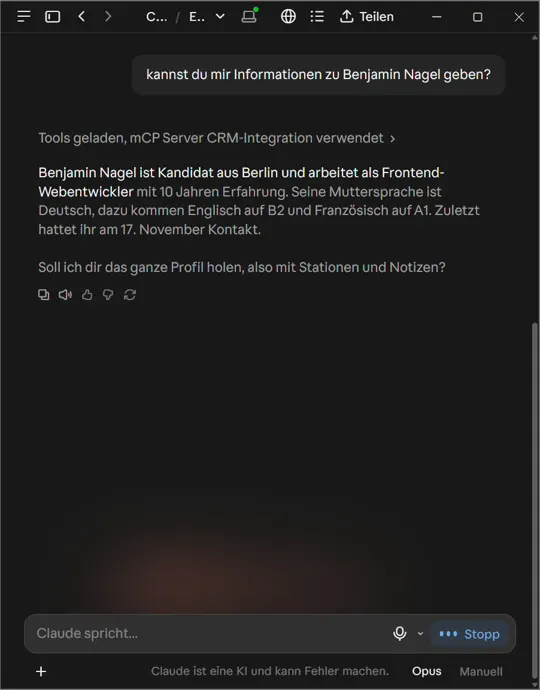 C... / E..
Teilen
kannst du mir Informationen zu Benjamin Nagel geben?
Tools geladen, mCP Server CRM-Integration verwendet
Benjamin Nagel ist Kandidat aus Berlin und arbeitet als Frontend-
Webentwickler mit 10 Jahren Erfahrung. Seine Muttersprache ist
Deutsch, dazu kommen Englisch auf B2 und Französisch auf A1. Zuletzt
hattet ihr am 17. November Kontakt.
Soll ich dir das ganze Profil holen, also mit Stationen und Notizen?
Claude spricht...
Stopp
Claude ist eine KI und kann Fehler machen.
Opus
Manuell